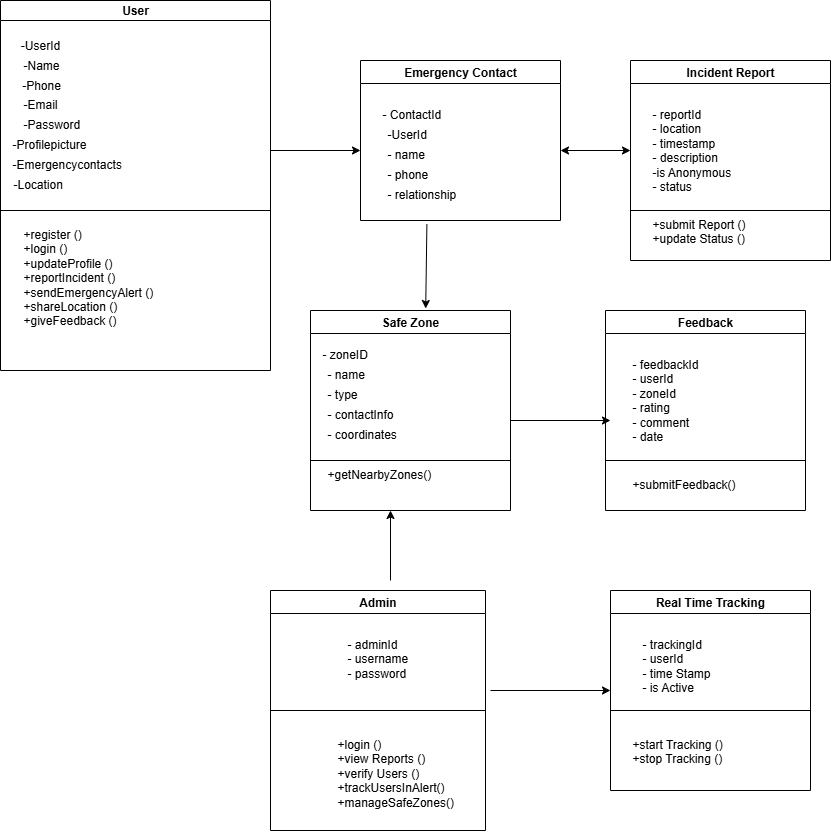 User
-UserId
-Name
-Phone
-Email
-Password
-Profilepicture
-Emergencycontacts
-Location
+register ()
+login ()
+updateProfile ()
+reportIncident ()
+sendEmergencyAlert ()
+shareLocation ()
+giveFeedback ()
Emergency Contact
- ContactId
-UserId
- name
- phone
- relationship
Incident Report
- reportId
- location
- timestamp
- description
-is Anonymous
- status
+submit Report ()
+update Status ()
Safe Zone
- zoneID
- name
- type
- contactInfo
- coordinates
+getNearbyZones()
Feedback
- feedbackId
- userId
- zoneId
- rating
- comment
- date
+submitFeedback()
Admin
- adminId
- username
- password
+login ()
+view Reports ()
+verify Users ()
+trackUsersInAlert()
+manageSafeZones()
Real Time Tracking
- trackingId
- userId
- time Stamp
- is Active
+start Tracking ()
+stop Tracking ()